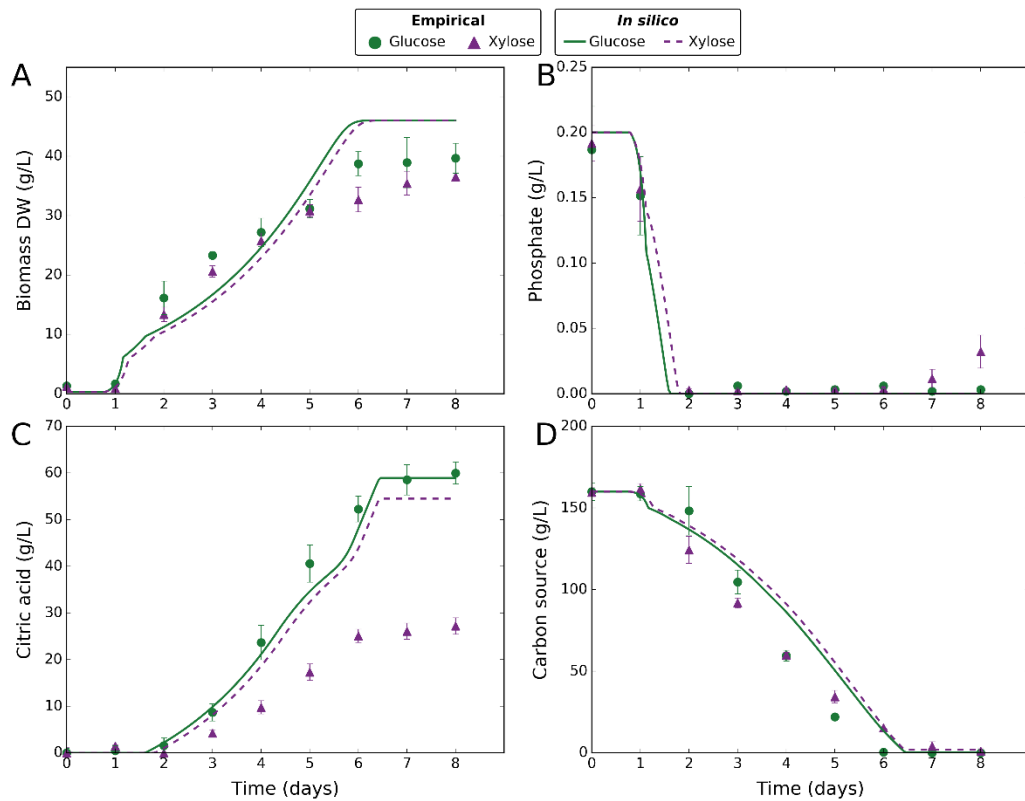 Empirical
Glucose Xylose
In silico
Glucose Xylose
A
Biomass DW (g/L)
50
40
30
20
10
0
0 1 2 3 4 5 6 7 8
B
Phosphate (g/L)
0.25
0.20
0.15
0.10
0.05
0.00
0 1 2 3 4 5 6 7 8
C
Citric acid (g/L)
70
60
50
40
30
20
10
0
0 1 2 3 4 5 6 7 8
Time (days)
D
Carbon source (g/L)
200
150
100
50
0
0 1 2 3 4 5 6 7 8
Time (days)